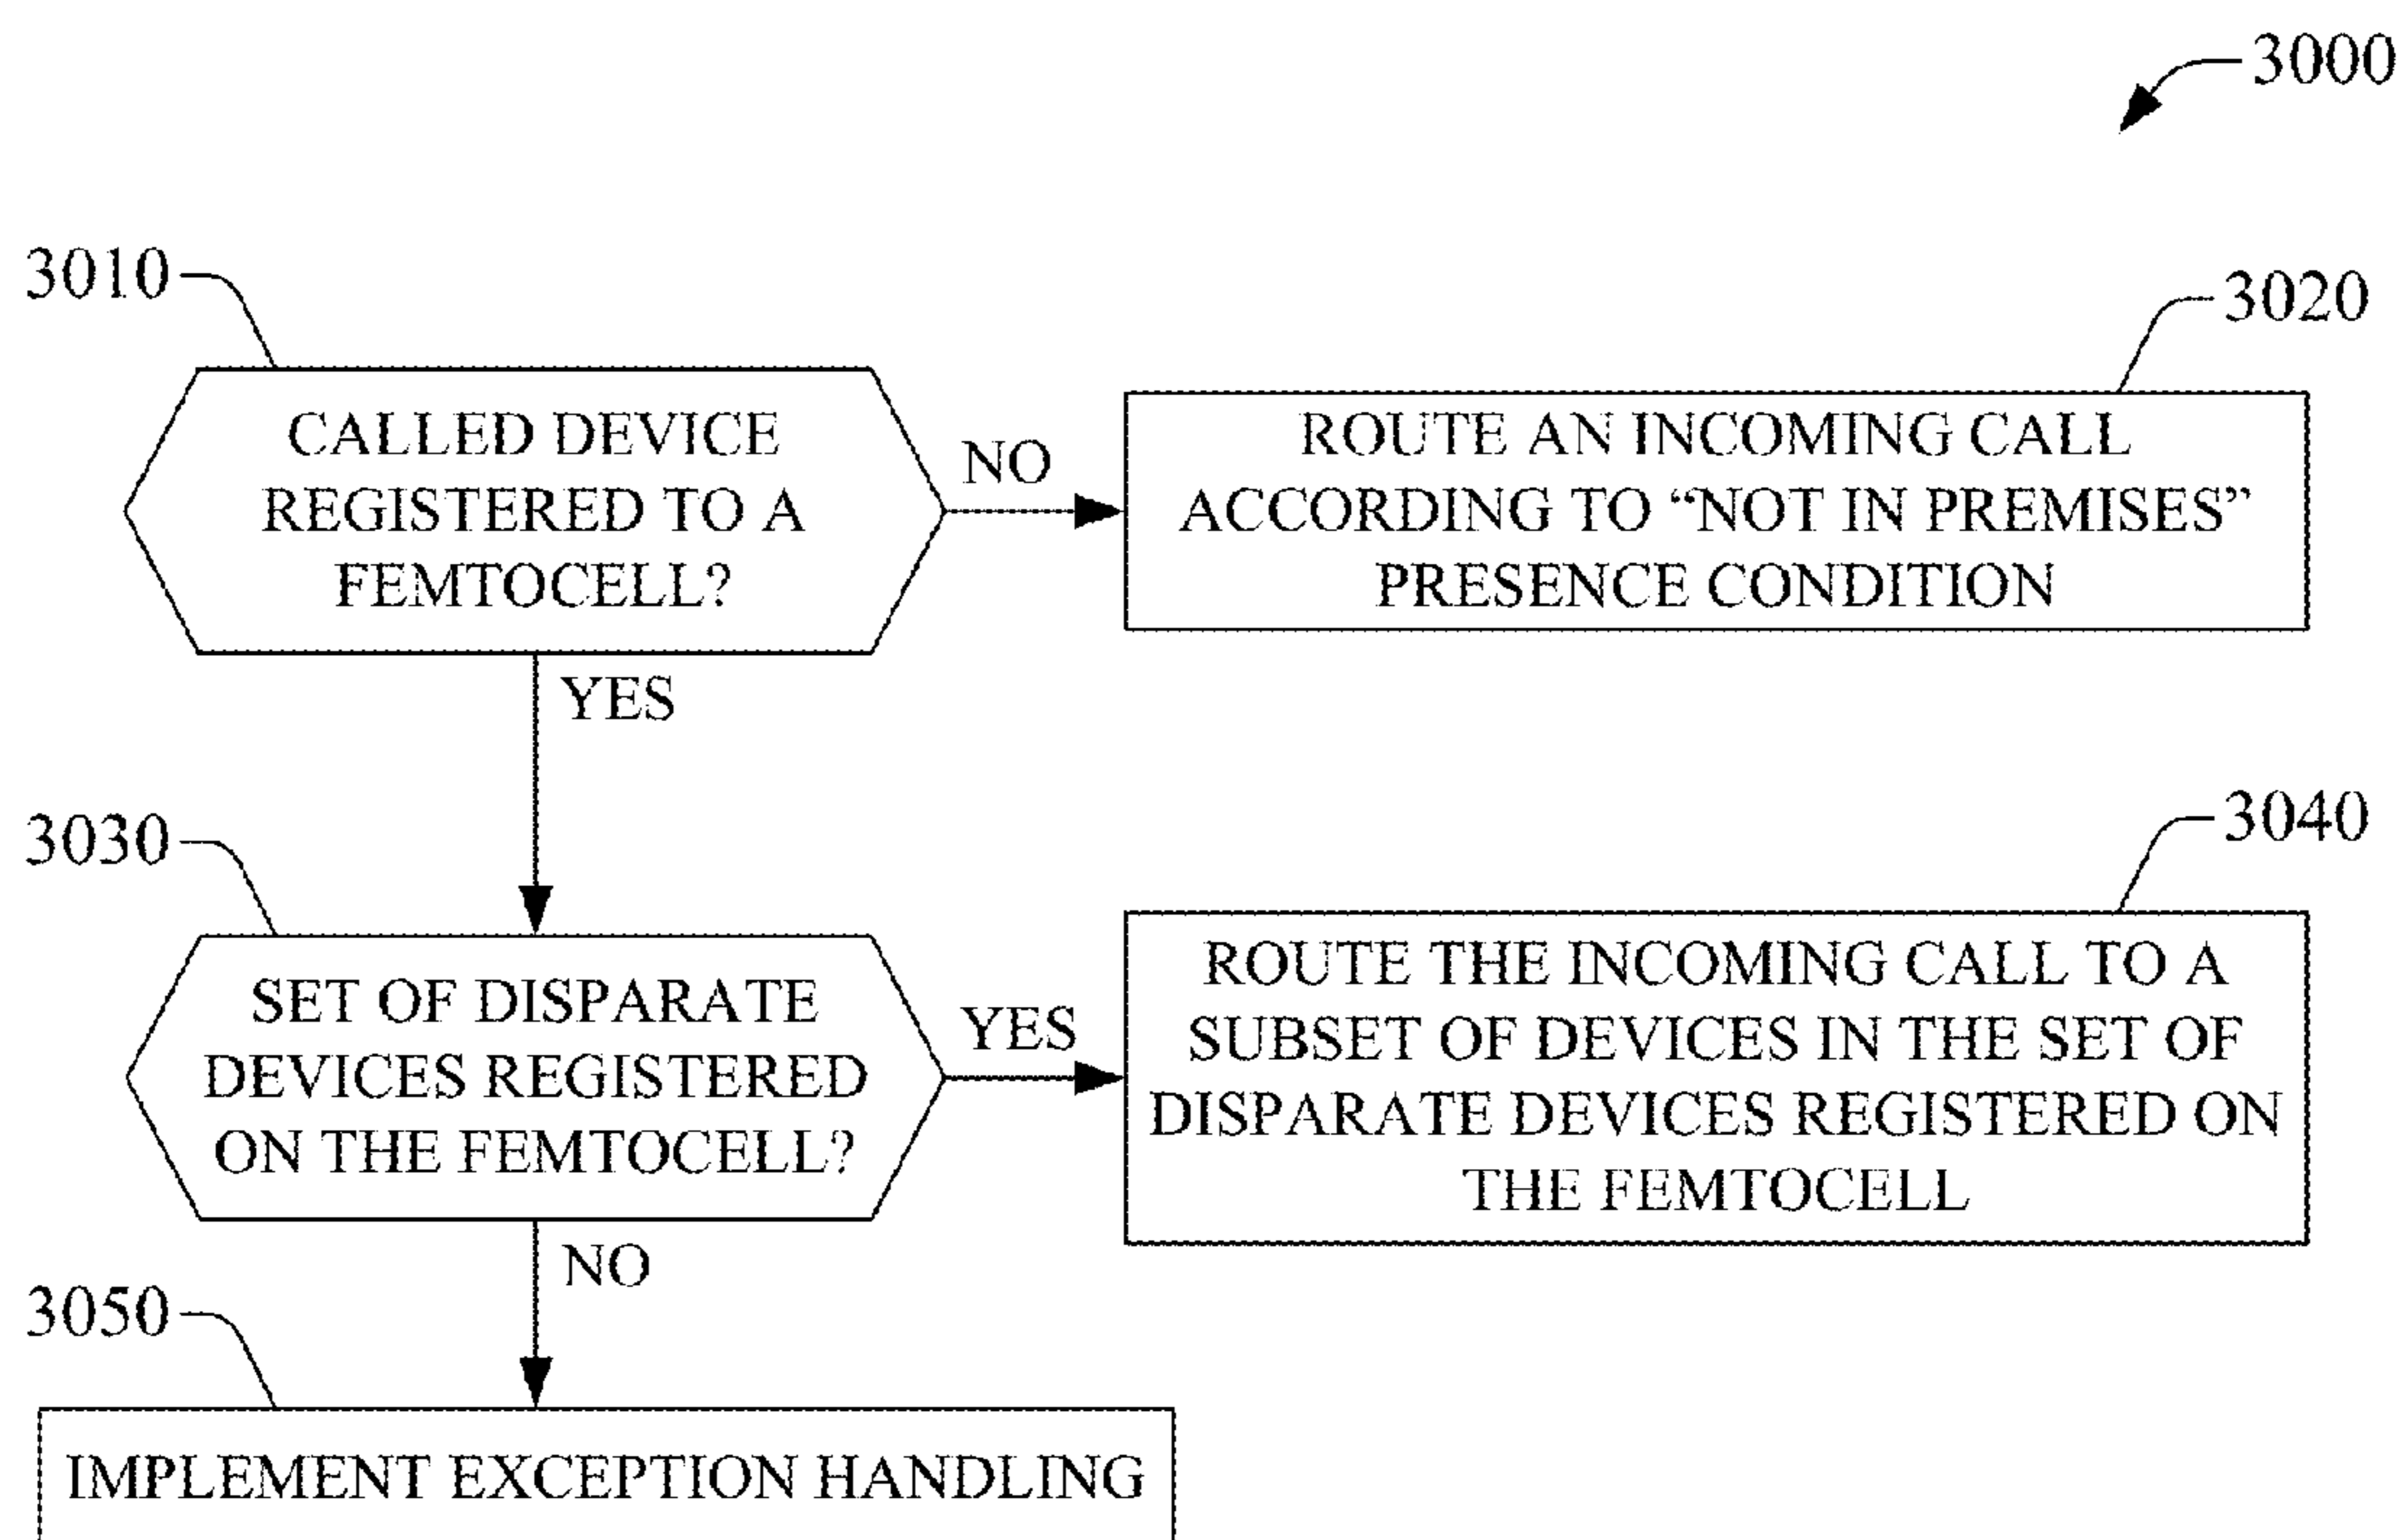 3000
3010
CALLED DEVICE
REGISTERED TO A
FEMTOCELL?
NO
3020
ROUTE AN INCOMING CALL
ACCORDING TO “NOT IN PREMISES”
PRESENCE CONDITION
YES
3030
SET OF DISPARATE
DEVICES REGISTERED
ON THE FEMTOCELL?
YES
3040
ROUTE THE INCOMING CALL TO A
SUBSET OF DEVICES IN THE SET OF
DISPARATE DEVICES REGISTERED ON
THE FEMTOCELL
NO
3050
IMPLEMENT EXCEPTION HANDLING